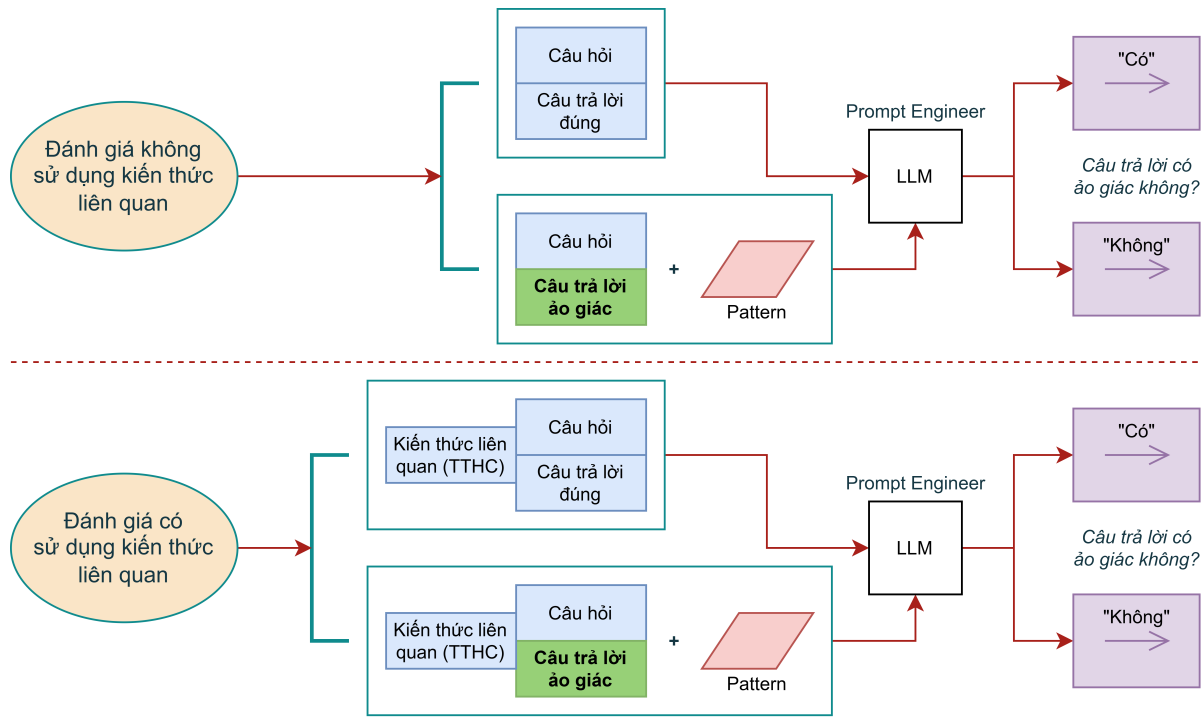 Đánh giá không
sử dụng kiến thức
liên quan
Câu hỏi
Câu trả lời
đúng
Câu hỏi
Câu trả lời
ảo giác
+
Pattern
Prompt Engineer
LLM
"Có"
Câu trả lời có
ảo giác không?
"Không"
Đánh giá có
sử dụng kiến thức
liên quan
Kiến thức liên
quan (TTHC)
Câu hỏi
Câu trả lời
đúng
Kiến thức liên
quan (TTHC)
Câu hỏi
Câu trả lời
ảo giác
+
Pattern
Prompt Engineer
LLM
"Có"
Câu trả lời có
ảo giác không?
"Không"